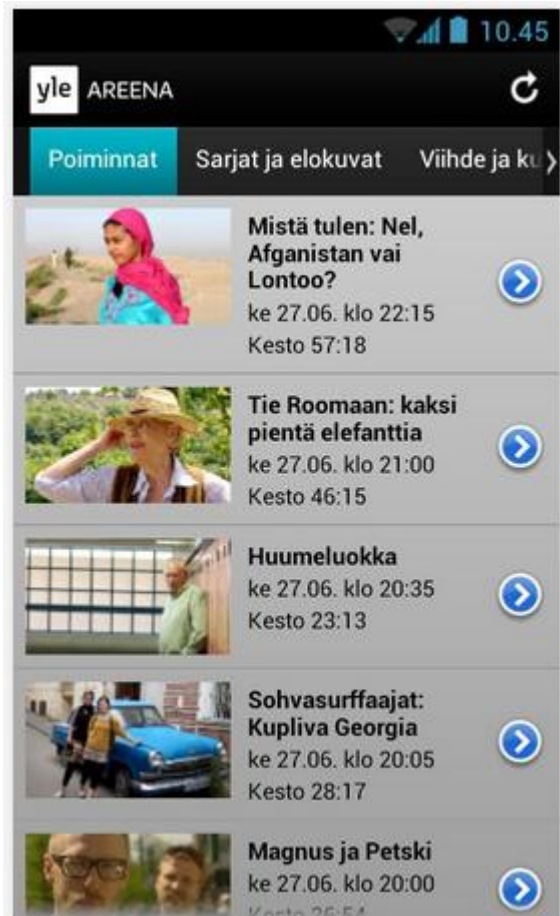 10.45
yle AREENA
Poiminnat Sarjat ja elokuvat Viihde ja ku
Mistä tulen: Nel,
Afganistan vai
Lontoo?
ke 27.06. klo 22:15
Kesto 57:18
Tie Roomaan: kaksi
pientä elefanttia
ke 27.06. klo 21:00
Kesto 46:15
Huumeluokka
ke 27.06. klo 20:35
Kesto 23:13
Sohvasurffaajat:
Kupliva Georgia
ke 27.06. klo 20:05
Kesto 28:17
Magnus ja Petski
ke 27.06. klo 20:00
Kesto 26:54